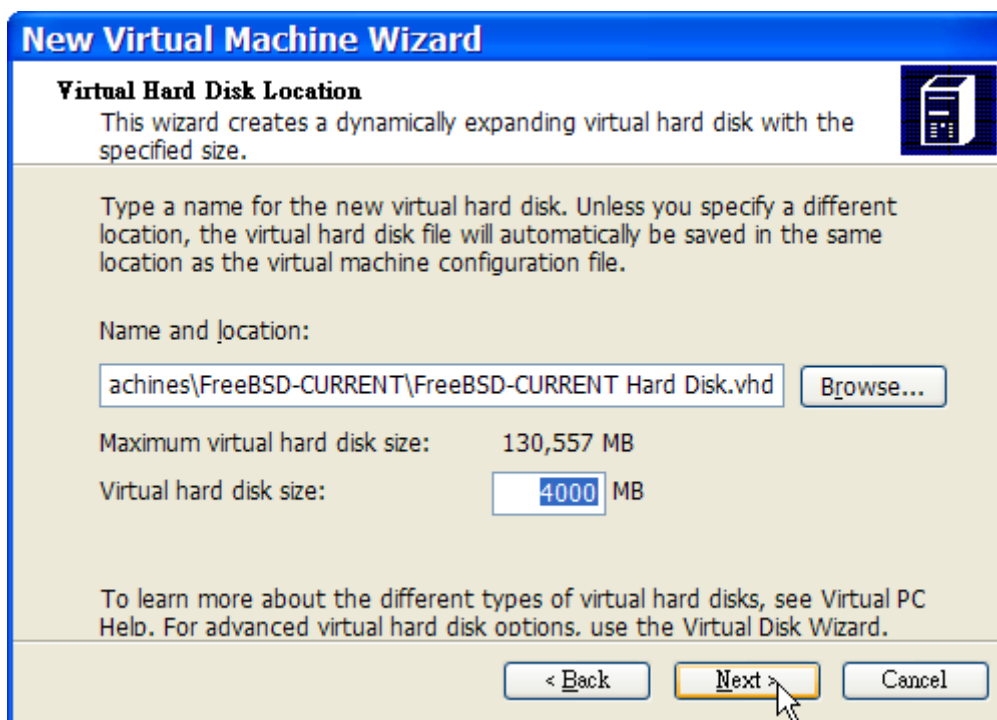 New Virtual Machine Wizard
Virtual Hard Disk Location
This wizard creates a dynamically expanding virtual hard disk with the
specified size.
Type a name for the new virtual hard disk. Unless you specify a different
location, the virtual hard disk file will automatically be saved in the same
location as the virtual machine configuration file.
Name and location:
achines\FreeBSD-CURRENT\FreeBSD-CURRENT Hard Disk.vhd Browse...
Maximum virtual hard disk size: 130,557 MB
Virtual hard disk size: 4000 MB
To learn more about the different types of virtual hard disks, see Virtual PC
Help. For advanced virtual hard disk options, use the Virtual Disk Wizard.
< Back Next > Cancel